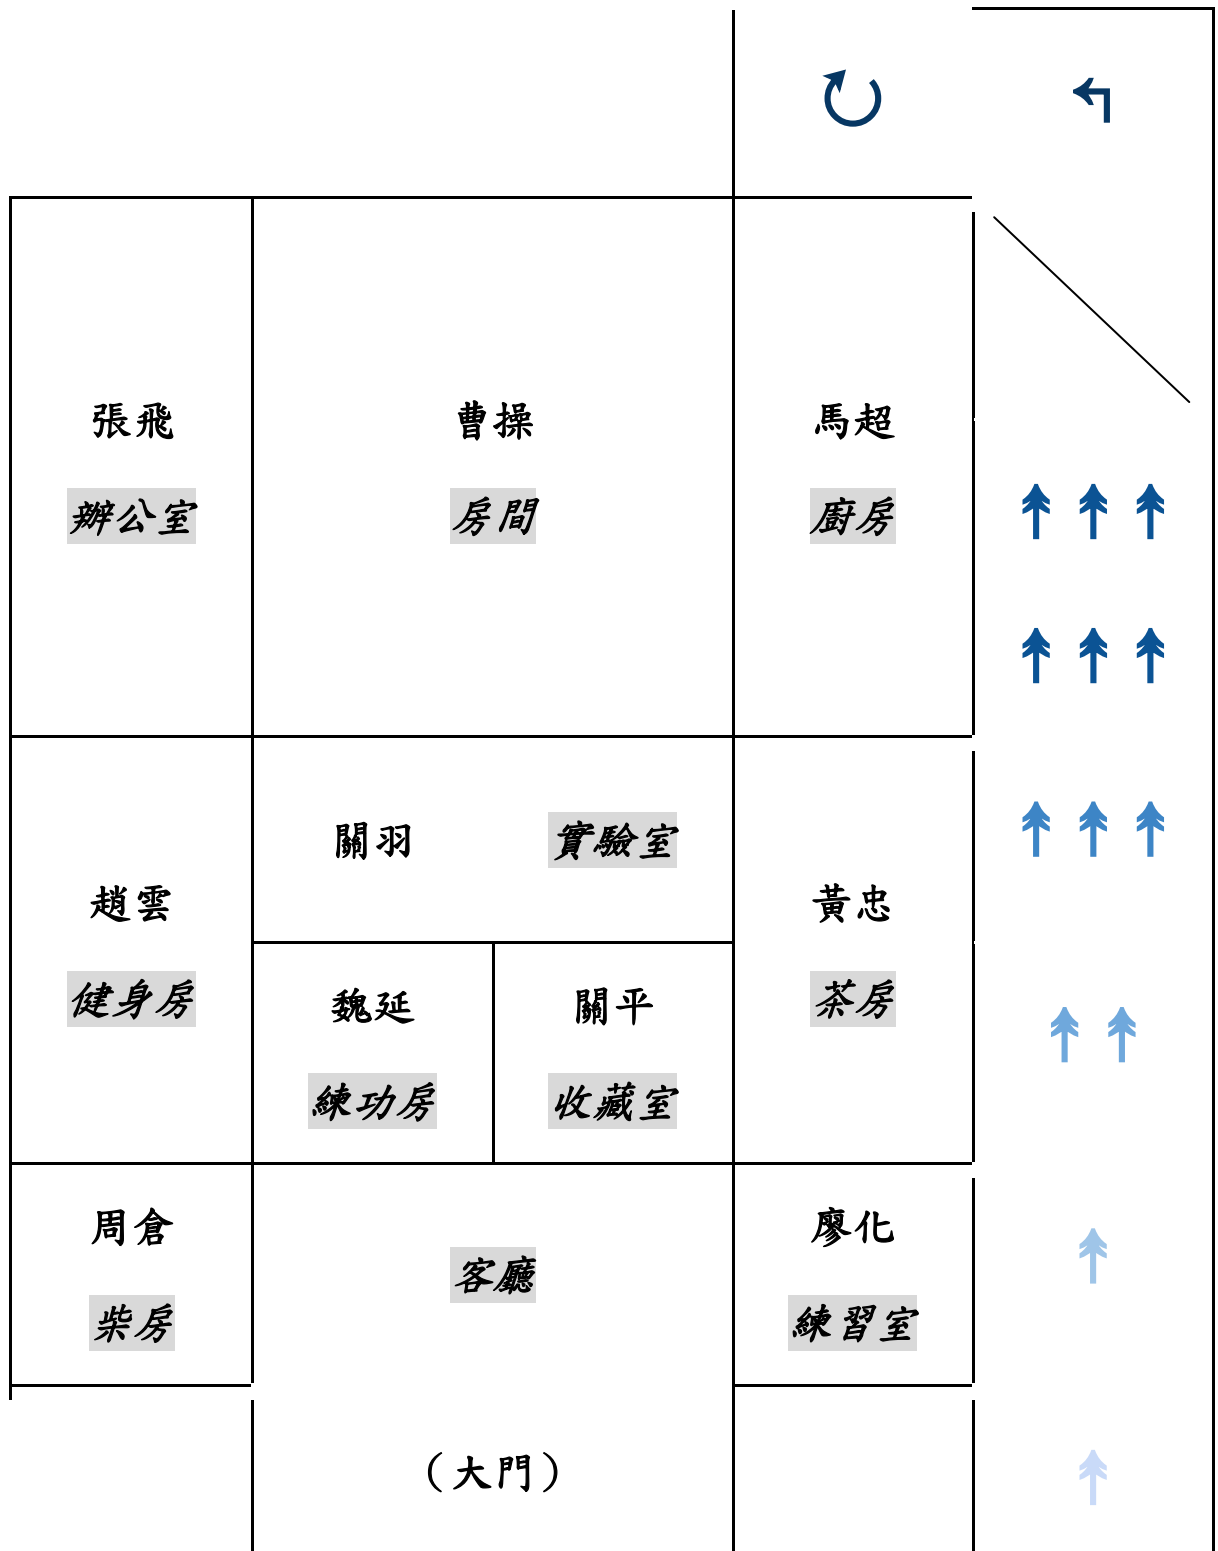 張飛
辦公室
曹操
房間
馬超
廚房
趙雲
健身房
關羽 實驗室
魏延
練功房
關平
收藏室
黃忠
茶房
周倉
柴房
客廳
廖化
練習室
（大門）